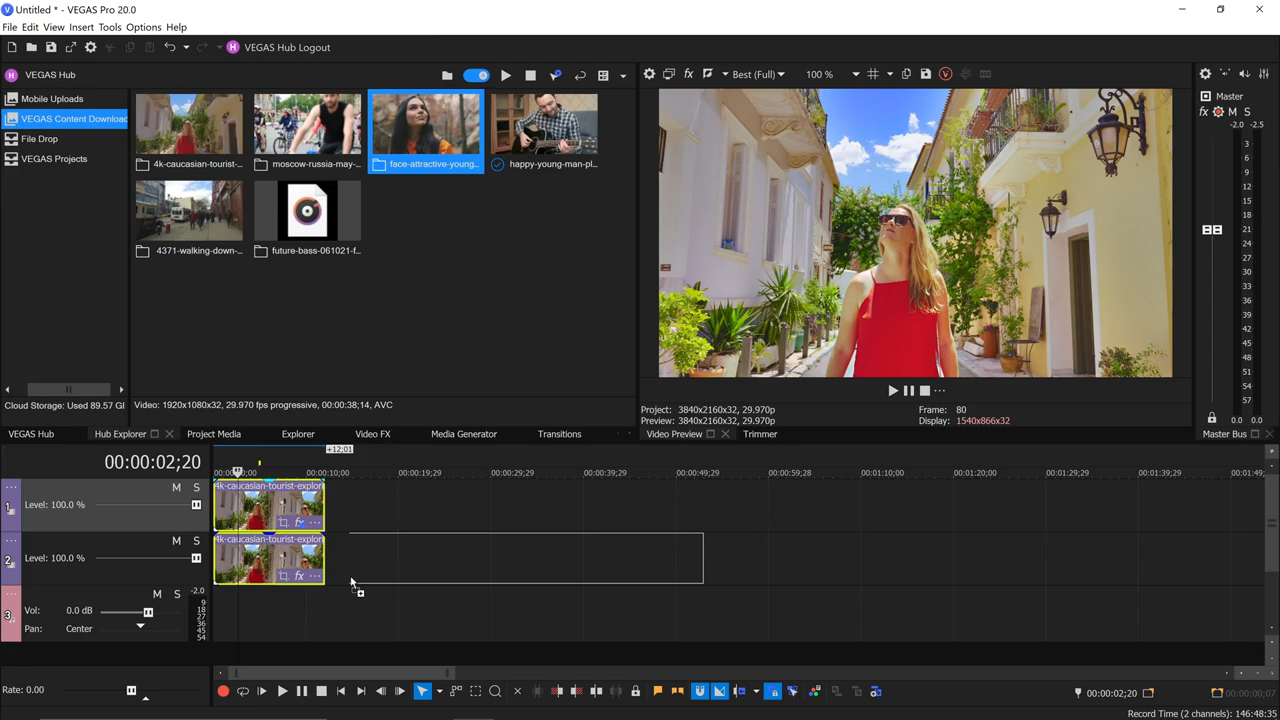 Untitled * - VEGAS Pro 20.0
File Edit View Insert Tools Options Help
VEGAS Hub Logout
VEGAS Hub
Best (Full)
100 %
Mobile Uploads
VEGAS Content Downloac
File Drop
VEGAS Projects
4k-caucasian-tourist-...
moscow-russia-may-...
face-attractive-young...
happy-young-man-pl...
4371-walking-down-...
future-bass-061021-f...
Master
fx M S
-2.0 -2.5
3
6
9
12
15
18
21
24
27
30
33
36
39
42
45
48
51
54
57
0.0 0.0
Cloud Storage: Used 89.57 GI
Video: 1920x1080x32, 29.970 fps progressive, 00:00:38;14, AVC
Project: 3840x2160x32, 29.970p
Preview: 3840x2160x32, 29.970p
Frame: 80
Display: 1540x866x32
VEGAS Hub
Hub Explorer
Project Media
Explorer
Video FX
Media Generator
Transitions
Video Preview
Trimmer
Master Bus
+12;01
00:00:02;20
00:00:10;00
00:00:19;29
00:00:29;29
00:00:39;29
00:00:49;29
00:00:59;28
00:01:10;00
00:01:20;00
00:01:29;29
00:01:39;29
00:01:49;
1
M S
Level: 100.0 %
4k-caucasian-tourist-explor
fx
2
M S
Level: 100.0 %
4k-caucasian-tourist-explor
fx
3
M S
-2.0
Vol: 0.0 dB
Pan: Center
9
18
27
36
45
54
Rate: 0.00
00:00:02;20
00:00:00;07
Record Time (2 channels): 146:48:35